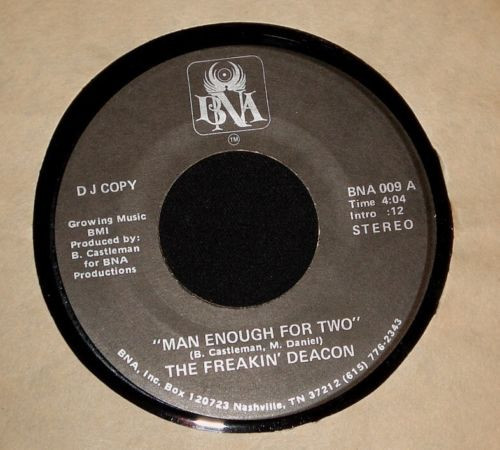 BNA
TM
D J COPY
Growing Music
BMI
Produced by:
B. Castleman
for BNA
Productions
BNA 009 A
Time 4:04
Intro :12
STEREO
"MAN ENOUGH FOR TWO"
(B. Castleman, M. Daniel)
THE FREAKIN' DEACON
BNA, Inc. Box 120723 Nashville, TN 37212 (615) 776-2343